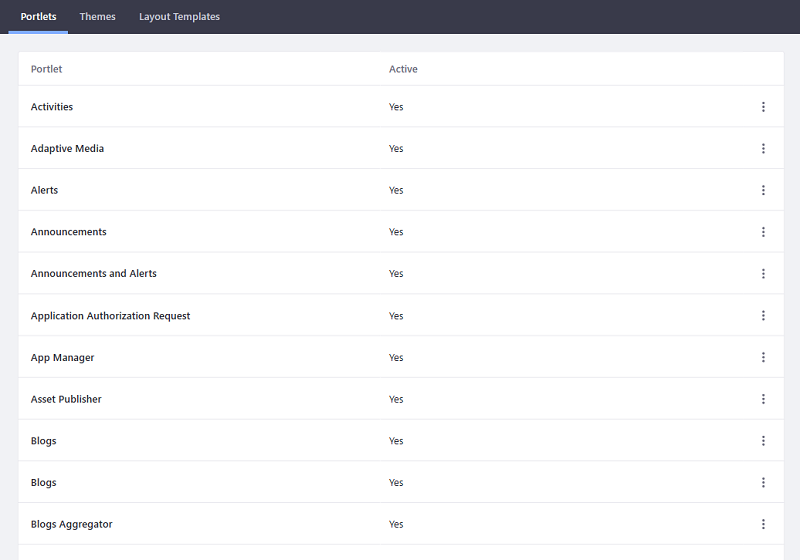 Portlets Themes Layout Templates
Portlet Active
Activities Yes
Adaptive Media Yes
Alerts Yes
Announcements Yes
Announcements and Alerts Yes
Application Authorization Request Yes
App Manager Yes
Asset Publisher Yes
Blogs Yes
Blogs Yes
Blogs Aggregator Yes